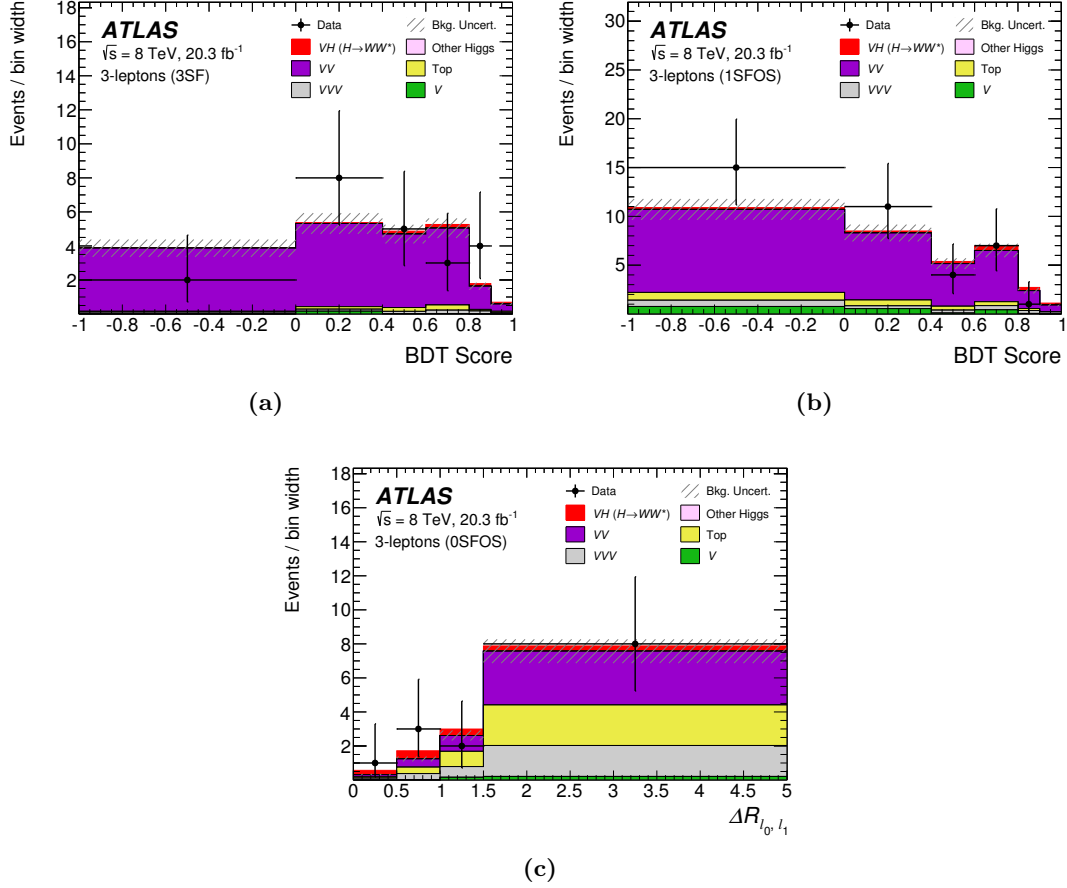 Events / bin width
18
16
14
12
10
8
6
4
2
ATLAS
√s = 8 TeV, 20.3 fb⁻¹
3-leptons (3SF)
Data
Bkg. Uncert.
VH (H→WW*)
Other Higgs
VV
Top
VVV
V
-1 -0.8 -0.6 -0.4 -0.2 0 0.2 0.4 0.6 0.8 1
BDT Score
(a)
Events / bin width
30
25
20
15
10
5
ATLAS
√s = 8 TeV, 20.3 fb⁻¹
3-leptons (1SFOS)
Data
Bkg. Uncert.
VH (H→WW*)
Other Higgs
VV
Top
VVV
V
-1 -0.8 -0.6 -0.4 -0.2 0 0.2 0.4 0.6 0.8 1
BDT Score
(b)
Events / bin width
18
16
14
12
10
8
6
4
2
ATLAS
√s = 8 TeV, 20.3 fb⁻¹
3-leptons (0SFOS)
Data
Bkg. Uncert.
VH (H→WW*)
Other Higgs
VV
Top
VVV
V
0 0.5 1 1.5 2 2.5 3 3.5 4 4.5 5
ΔR l₀, l₁
(c)